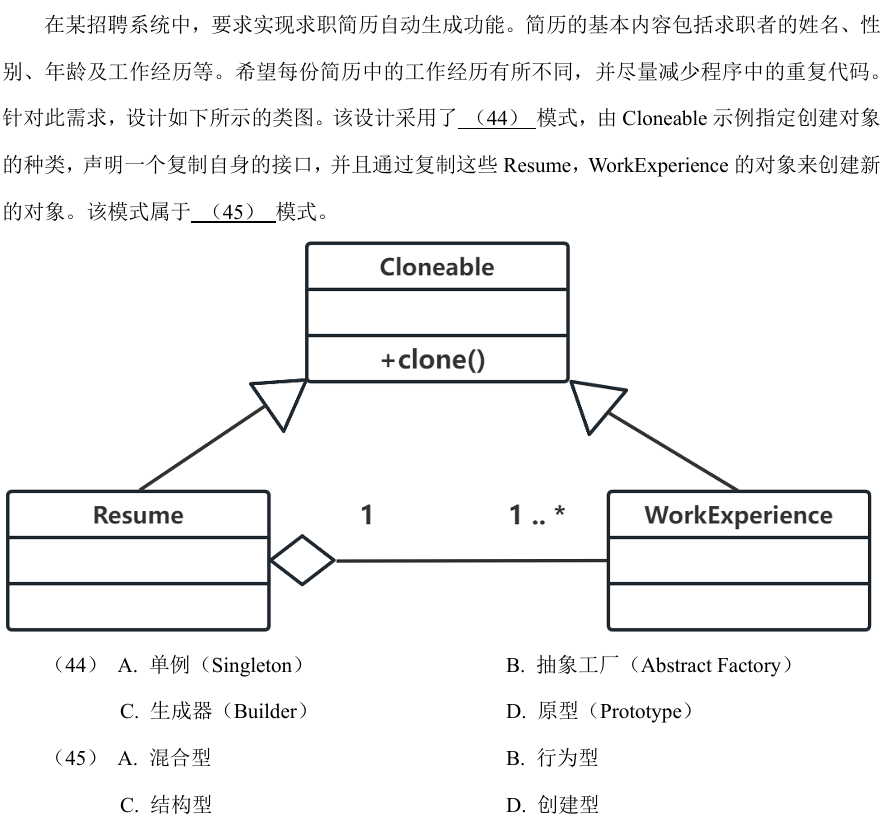 在某招聘系统中，要求实现求职简历自动生成功能。简历的基本内容包括求职者的姓名、性
别、年龄及工作经历等。希望每份简历中的工作经历有所不同，并尽量减少程序中的重复代码。
针对此需求，设计如下所示的类图。该设计采用了 （44） 模式，由 Cloneable 示例指定创建对象
的种类，声明一个复制自身的接口，并且通过复制这些 Resume，WorkExperience 的对象来创建新
的对象。该模式属于 （45） 模式。
Cloneable
+clone()
Resume 1 1 .. * WorkExperience
（44） A. 单例（Singleton） B. 抽象工厂（Abstract Factory）
C. 生成器（Builder） D. 原型（Prototype）
（45） A. 混合型 B. 行为型
C. 结构型 D. 创建型